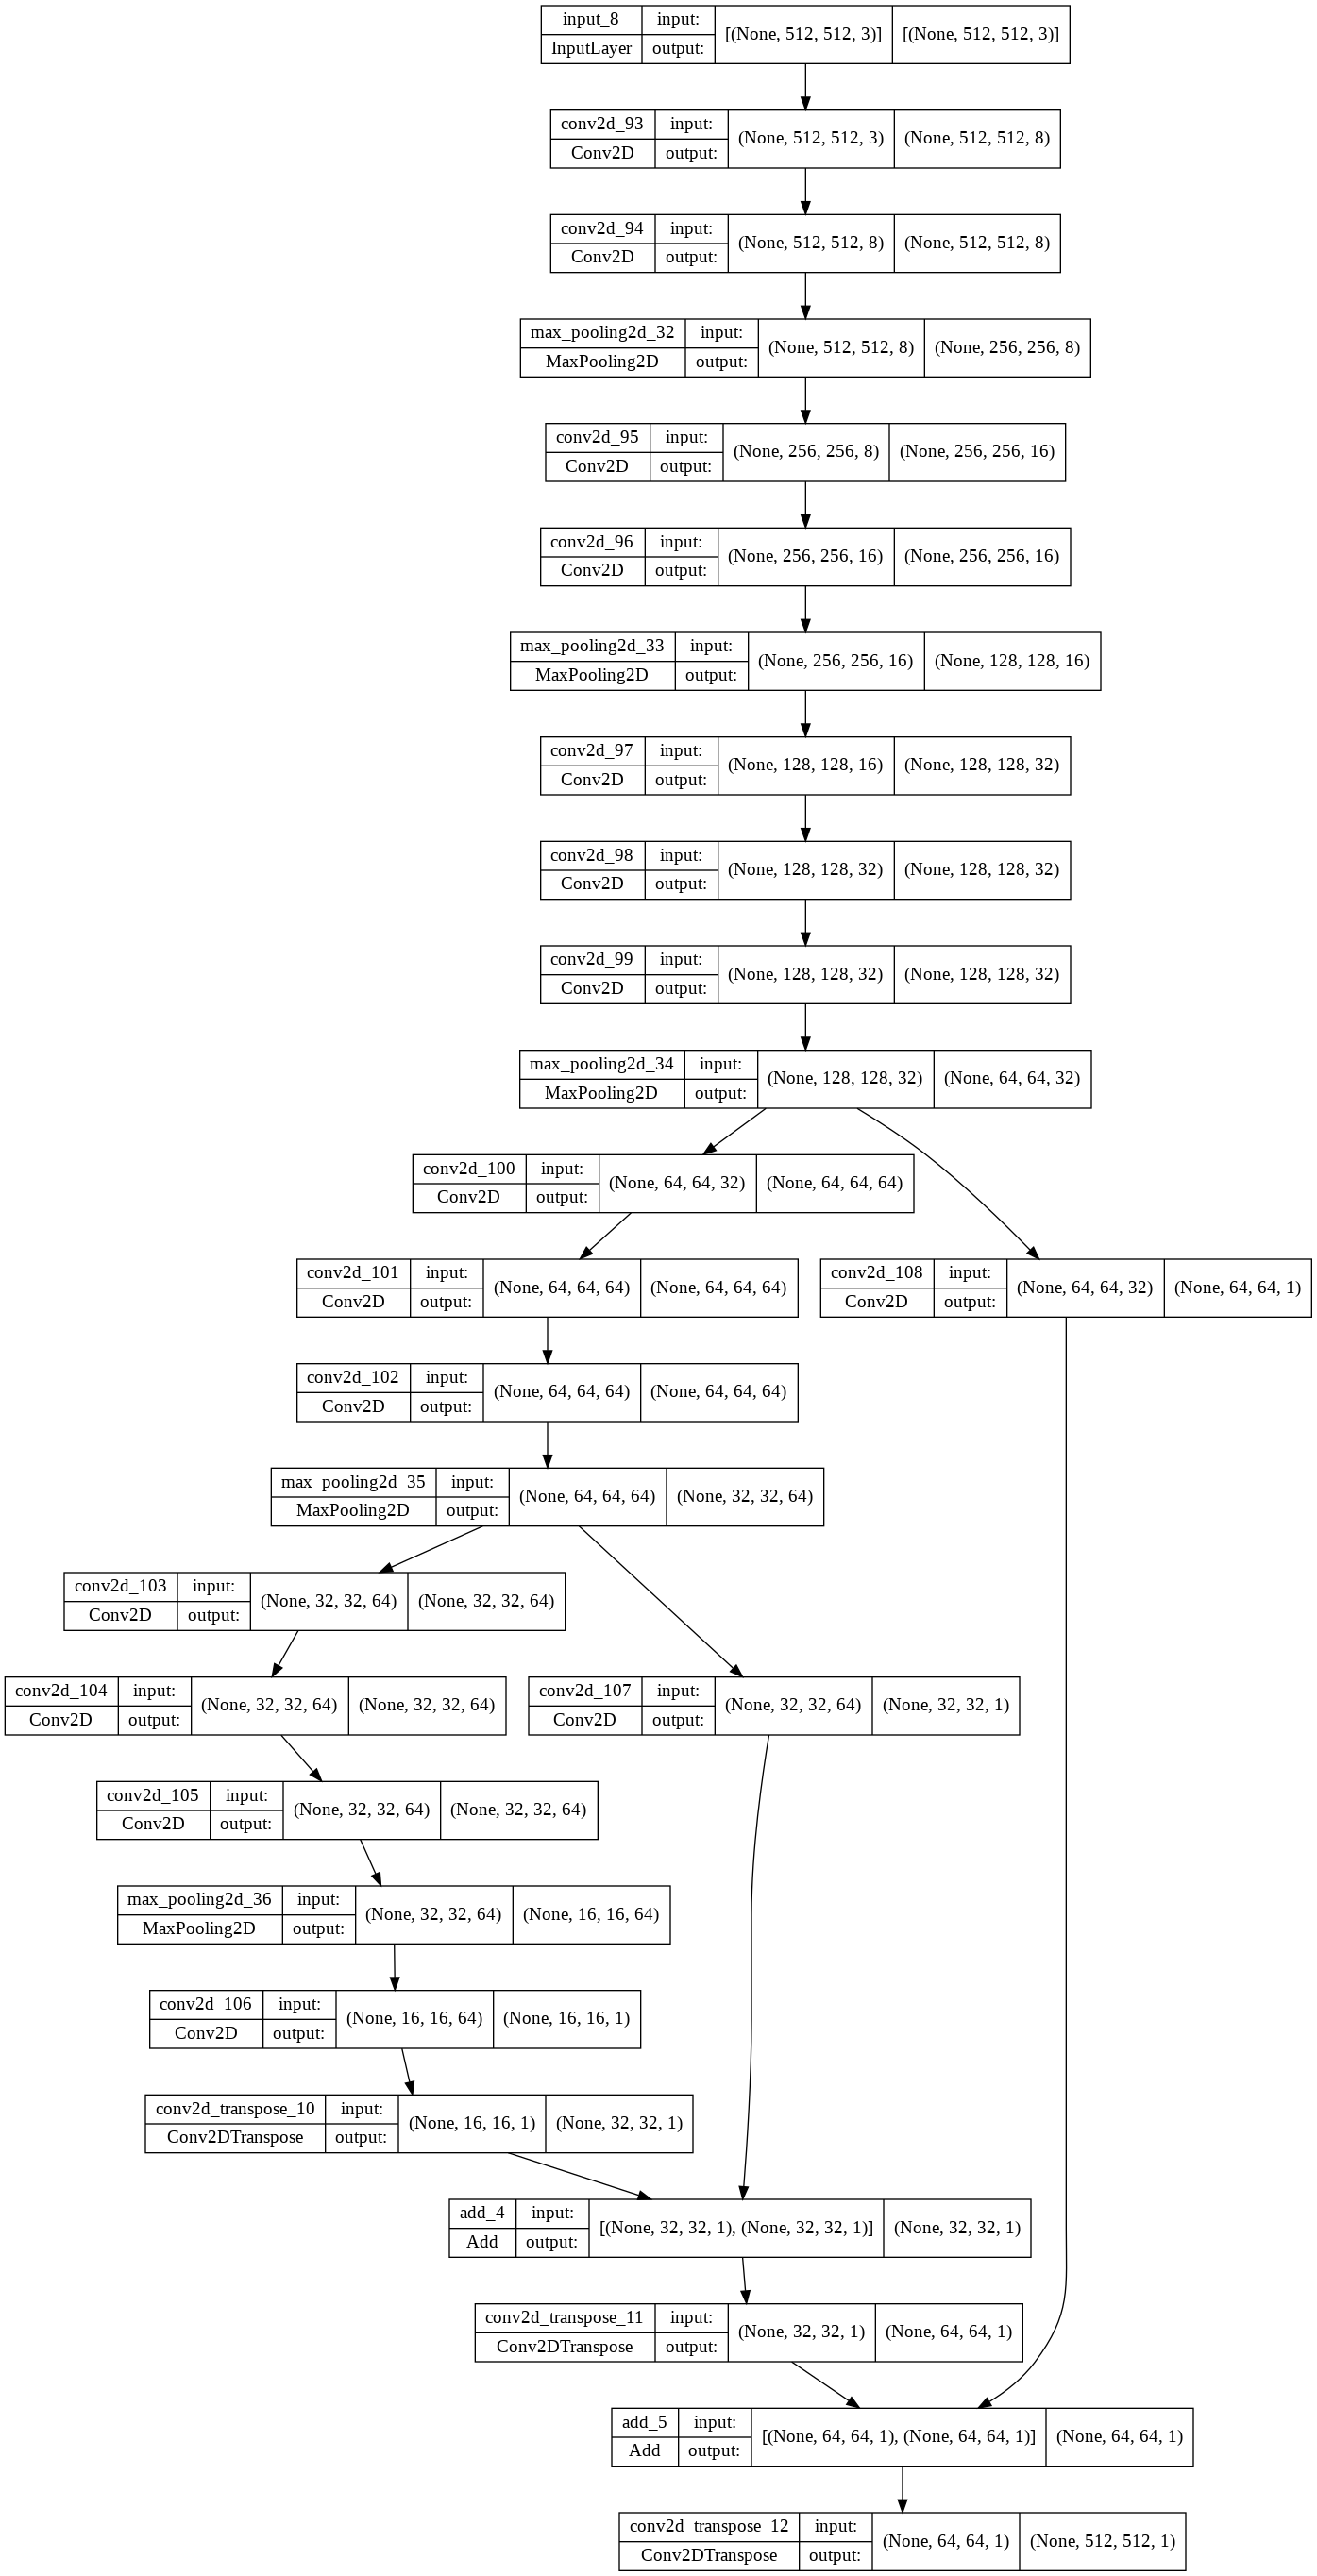 input_8 input: [(None, 512, 512, 3)] [(None, 512, 512, 3)]
InputLayer output:
conv2d_93 input: (None, 512, 512, 3) (None, 512, 512, 8)
Conv2D output:
conv2d_94 input: (None, 512, 512, 8) (None, 512, 512, 8)
Conv2D output:
max_pooling2d_32 input: (None, 512, 512, 8) (None, 256, 256, 8)
MaxPooling2D output:
conv2d_95 input: (None, 256, 256, 8) (None, 256, 256, 16)
Conv2D output:
conv2d_96 input: (None, 256, 256, 16) (None, 256, 256, 16)
Conv2D output:
max_pooling2d_33 input: (None, 256, 256, 16) (None, 128, 128, 16)
MaxPooling2D output:
conv2d_97 input: (None, 128, 128, 16) (None, 128, 128, 32)
Conv2D output:
conv2d_98 input: (None, 128, 128, 32) (None, 128, 128, 32)
Conv2D output:
conv2d_99 input: (None, 128, 128, 32) (None, 128, 128, 32)
Conv2D output:
max_pooling2d_34 input: (None, 128, 128, 32) (None, 64, 64, 32)
MaxPooling2D output:
conv2d_100 input: (None, 64, 64, 32) (None, 64, 64, 64)
Conv2D output:
conv2d_101 input: (None, 64, 64, 64) (None, 64, 64, 64)
Conv2D output:
conv2d_108 input: (None, 64, 64, 32) (None, 64, 64, 1)
Conv2D output:
conv2d_102 input: (None, 64, 64, 64) (None, 64, 64, 64)
Conv2D output:
max_pooling2d_35 input: (None, 64, 64, 64) (None, 32, 32, 64)
MaxPooling2D output:
conv2d_103 input: (None, 32, 32, 64) (None, 32, 32, 64)
Conv2D output:
conv2d_104 input: (None, 32, 32, 64) (None, 32, 32, 64)
Conv2D output:
conv2d_107 input: (None, 32, 32, 64) (None, 32, 32, 1)
Conv2D output:
conv2d_105 input: (None, 32, 32, 64) (None, 32, 32, 64)
Conv2D output:
max_pooling2d_36 input: (None, 32, 32, 64) (None, 16, 16, 64)
MaxPooling2D output:
conv2d_106 input: (None, 16, 16, 64) (None, 16, 16, 1)
Conv2D output:
conv2d_transpose_10 input: (None, 16, 16, 1) (None, 32, 32, 1)
Conv2DTranspose output:
add_4 input: [(None, 32, 32, 1), (None, 32, 32, 1)] (None, 32, 32, 1)
Add output:
conv2d_transpose_11 input: (None, 32, 32, 1) (None, 64, 64, 1)
Conv2DTranspose output:
add_5 input: [(None, 64, 64, 1), (None, 64, 64, 1)] (None, 64, 64, 1)
Add output:
conv2d_transpose_12 input: (None, 64, 64, 1) (None, 512, 512, 1)
Conv2DTranspose output: